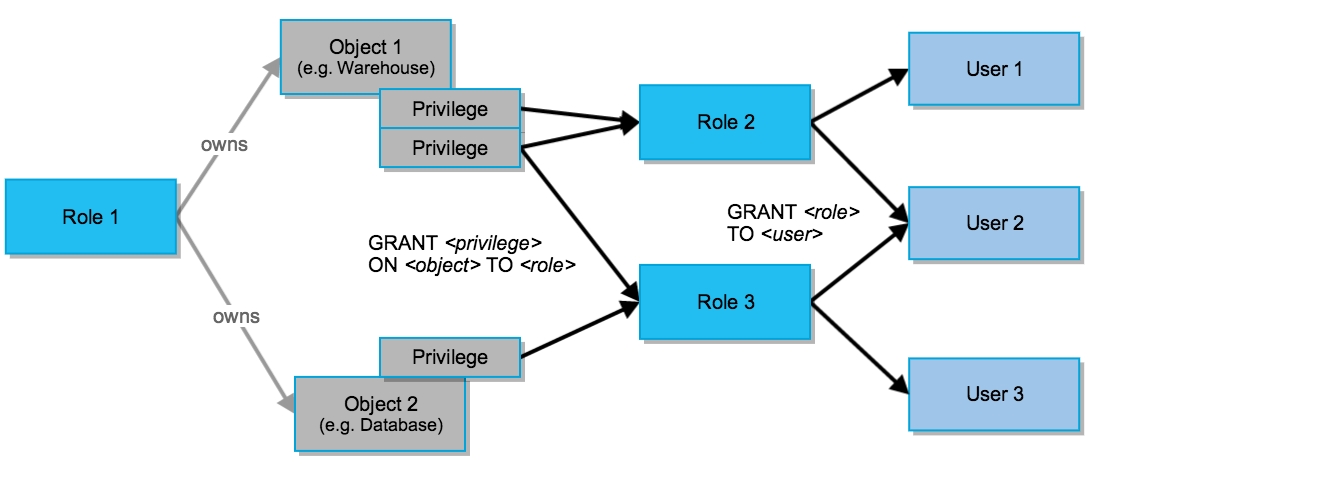 Object 1
(e.g. Warehouse)
Privilege
Privilege
owns
Role 1
owns
GRANT <privilege>
ON <object> TO <role>
Privilege
Object 2
(e.g. Database)
Role 2
GRANT <role>
TO <user>
Role 3
User 1
User 2
User 3